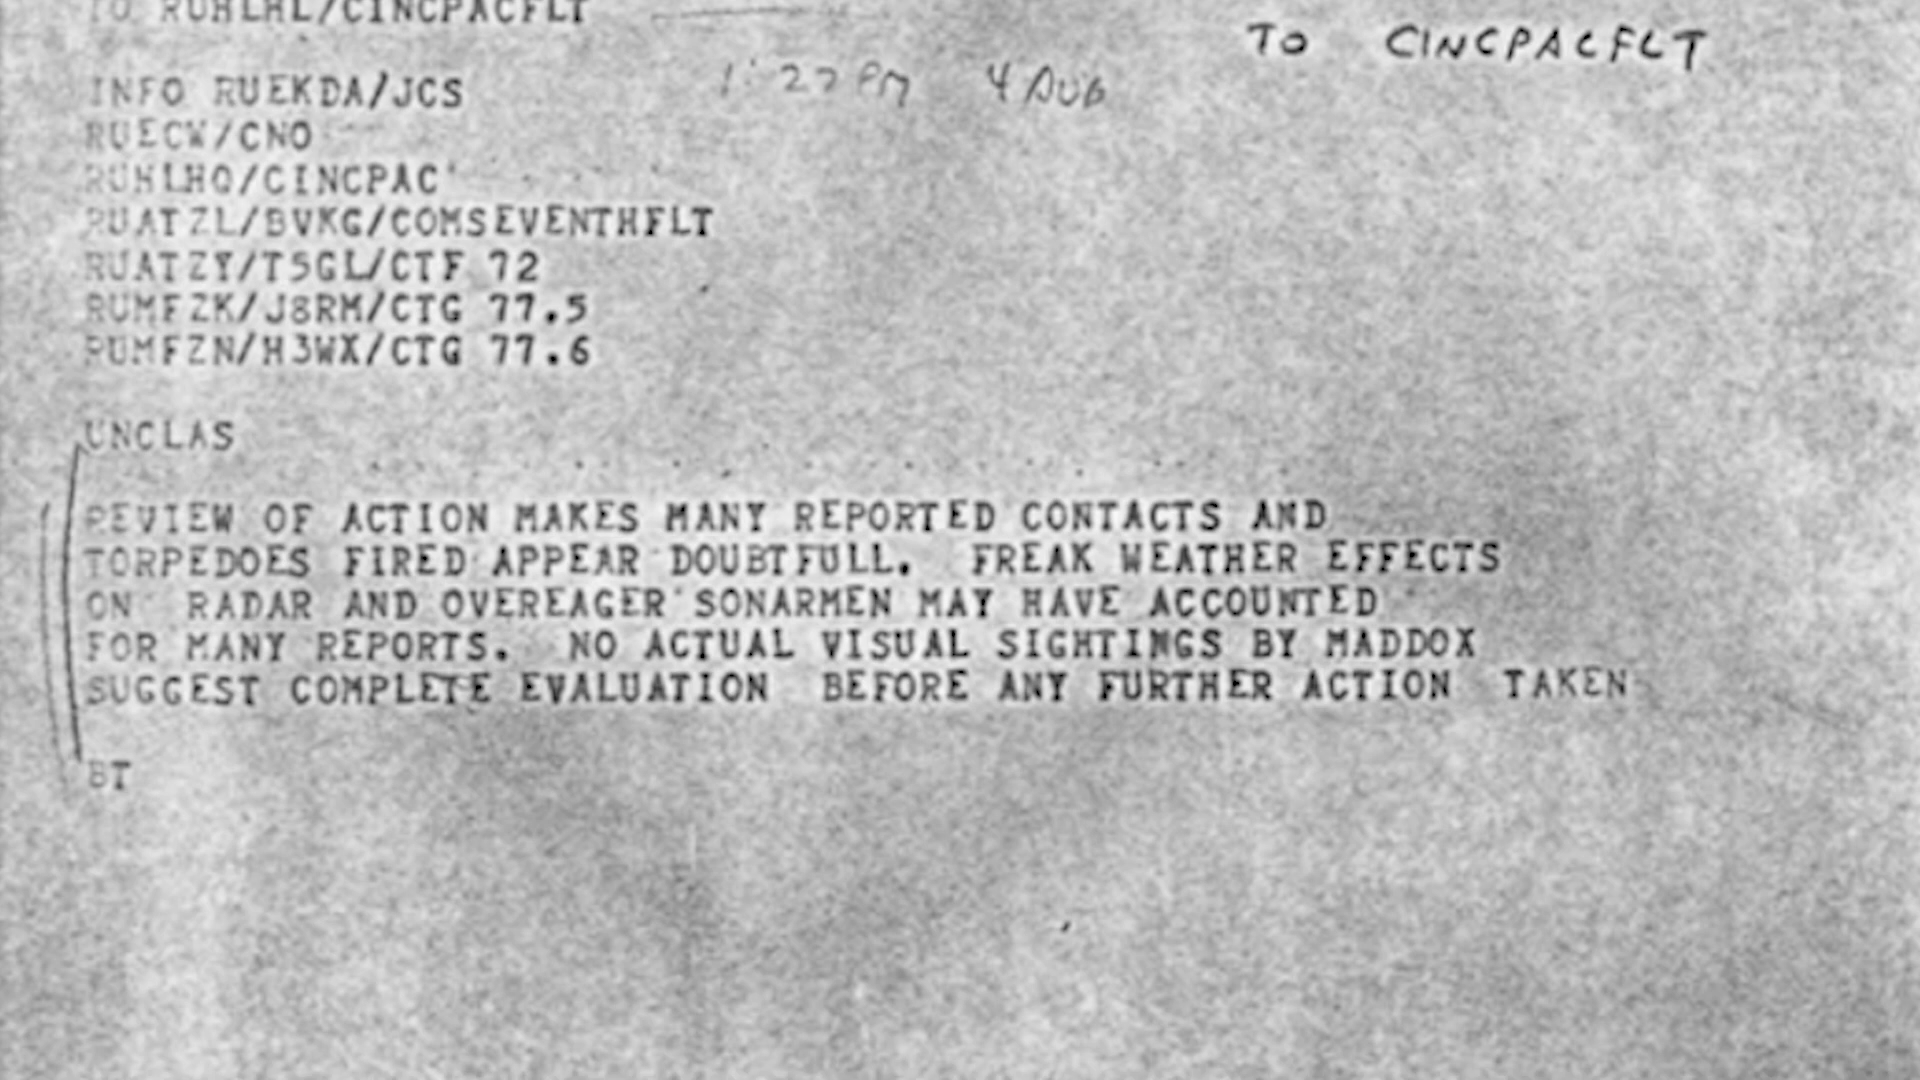 TO RUHLHL/CINCPACFLT
TO CINCPACFLT
1:27 PM 4 AUG
INFO RUEKDA/JCS
RUECW/CNO
RUHLHQ/CINCPAC
RUATZL/BVKG/COMSEVENTHFLT
RUATZY/T5GL/CTF 72
RUMFZK/J8RM/CTG 77.5
RUMFZN/H3WX/CTG 77.6
UNCLAS
REVIEW OF ACTION MAKES MANY REPORTED CONTACTS AND
TORPEDOES FIRED APPEAR DOUBTFULL. FREAK WEATHER EFFECTS
ON RADAR AND OVEREAGER SONARMEN MAY HAVE ACCOUNTED
FOR MANY REPORTS. NO ACTUAL VISUAL SIGHTINGS BY MADDOX
SUGGEST COMPLETE EVALUATION BEFORE ANY FURTHER ACTION TAKEN
BT